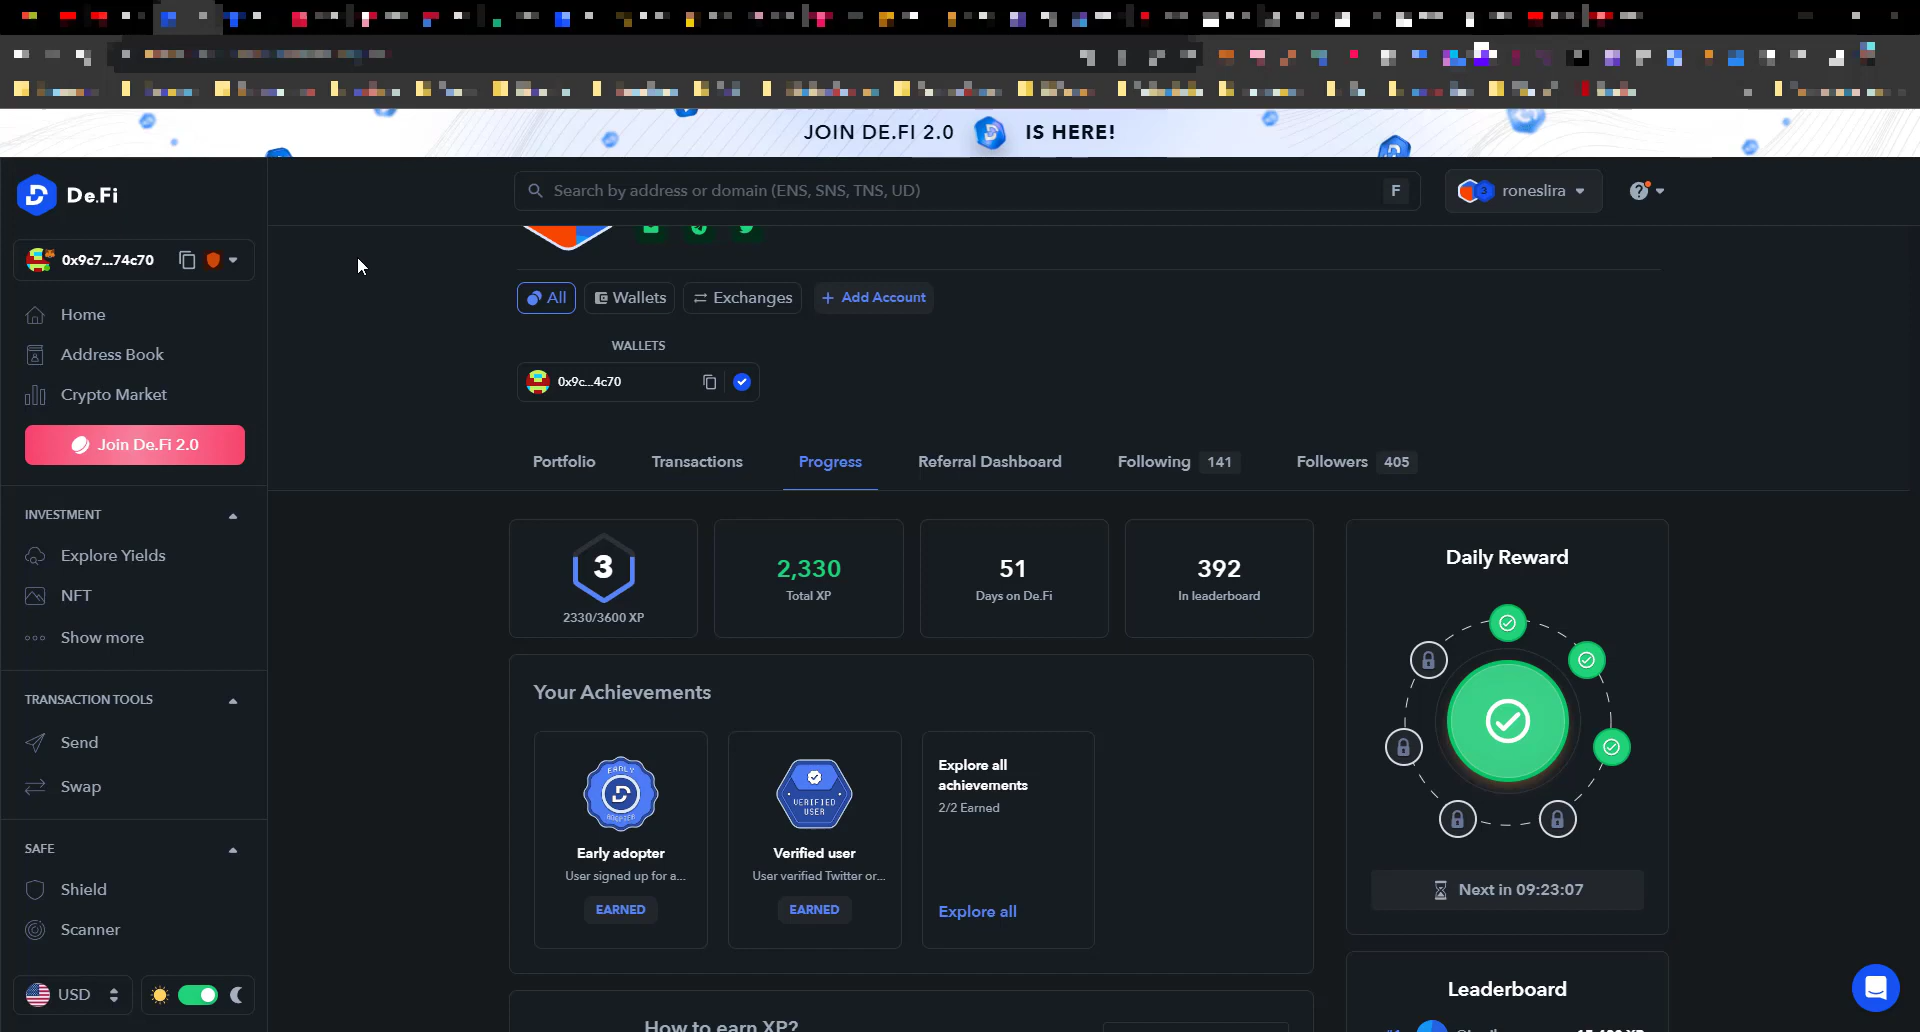 JOIN DE.FI 2.0 IS HERE!
De.Fi
Search by address or domain (ENS, SNS, TNS, UD)
F
3
roneslira
?
0x9c7...74c70
Home
Address Book
Crypto Market
Join De.Fi 2.0
INVESTMENT
Explore Yields
NFT
Show more
TRANSACTION TOOLS
Send
Swap
SAFE
Shield
Scanner
USD
All
Wallets
Exchanges
+ Add Account
WALLETS
0x9c...4c70
Portfolio
Transactions
Progress
Referral Dashboard
Following 141
Followers 405
3
2330/3600 XP
2,330
Total XP
51
Days on De.Fi
392
In leaderboard
Your Achievements
EARLY
ADOPTER
Early adopter
User signed up for a...
EARNED
VERIFIED
USER
Verified user
User verified Twitter or...
EARNED
Explore all
achievements
2/2 Earned
Explore all
How to earn XP?
Daily Reward
Next in 09:23:07
Leaderboard